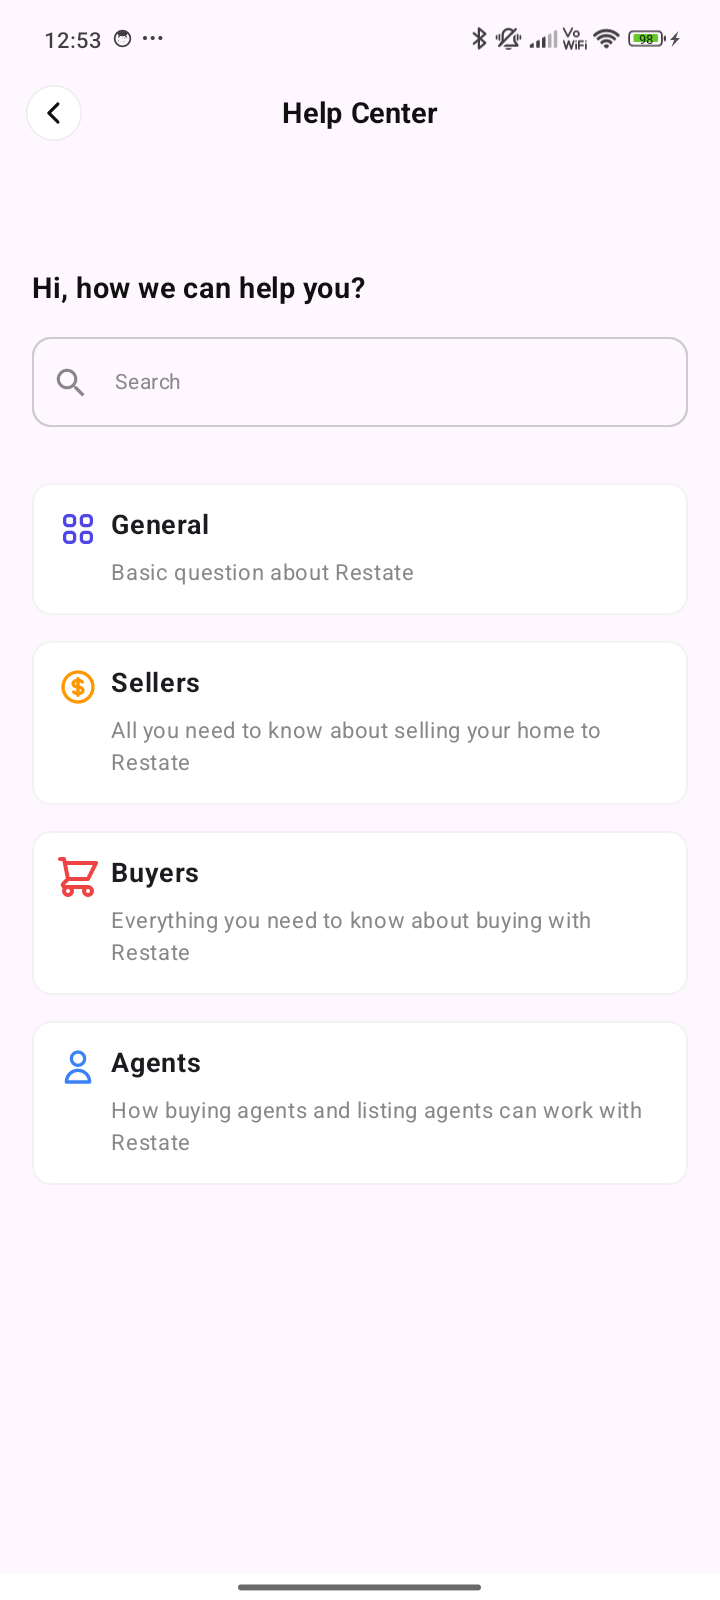 12:53
Vo
WiFi
98
Help Center
Hi, how we can help you?
Search
General
Basic question about Restate
Sellers
All you need to know about selling your home to
Restate
Buyers
Everything you need to know about buying with
Restate
Agents
How buying agents and listing agents can work with
Restate